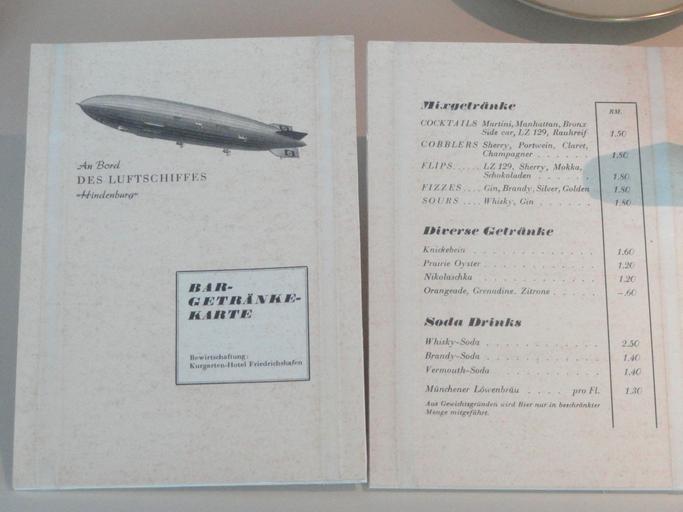 An Bord
DES LUFTSCHIFFES
»Hindenburg«
BAR-
GETRÄNKE-
KARTE
Bewirtschaftung:
Kurgarten-Hotel Friedrichshafen
Mixgetränke
RM.
COCKTAILS Martini, Manhattan, Bronx
Side car, LZ 129, Rauhreif 1.50
COBBLERS Sherry, Portwein, Claret,
Champagner . . . . . . 1.80
FLIPS...... LZ 129, Sherry, Mokka,
Schokoladen . . . . . 1.80
FIZZES.... Gin, Brandy, Silver, Golden 1.80
SOURS .... Whisky, Gin . . . . . . 1.80
Diverse Getränke
Knickebein . . . . . . . . . . 1.60
Prairie Oyster . . . . . . . . . 1.20
Nikolaschka . . . . . . . . . . 1.20
Orangeade, Grenadine, Zitrone . . . . . –.60
Soda Drinks
Whisky-Soda . . . . . . . . . 2.50
Brandy-Soda . . . . . . . . . 1.40
Vermouth-Soda . . . . . . . . 1.40
Münchener Löwenbräu . . . . . pro Fl. 1.30
Aus Gewichtsgründen wird Bier nur in beschränkter
Menge mitgeführt.